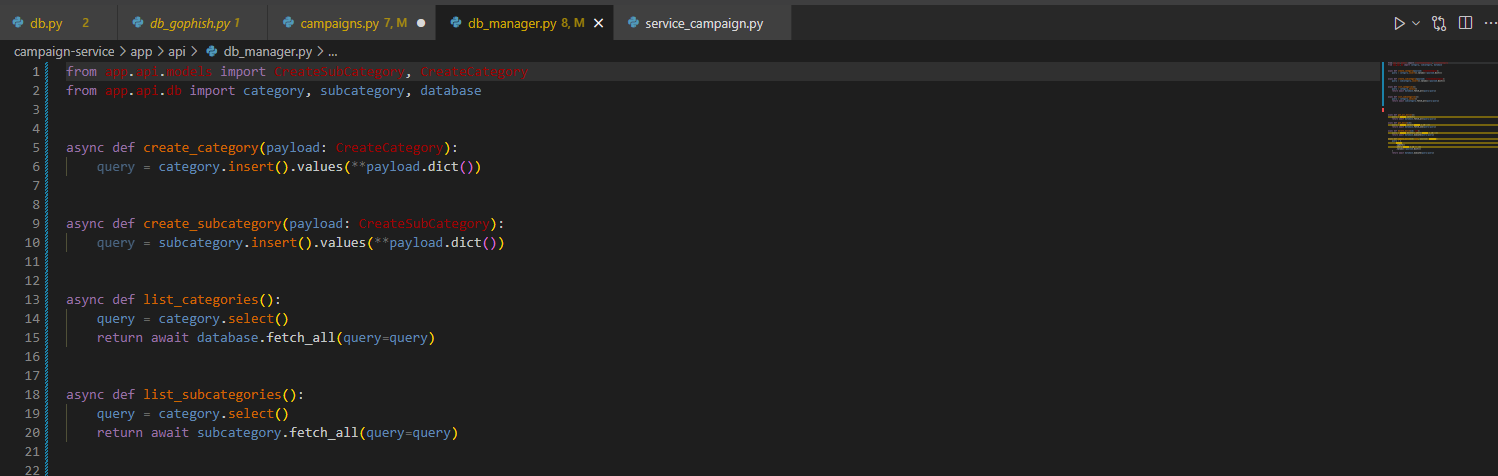 db.py 2 db_gophish.py 1 campaigns.py 7, M db_manager.py 8, M service_campaign.py
campaign-service > app > api > db_manager.py > ...
1 from app.api.models import CreateSubCategory, CreateCategory
2 from app.api.db import category, subcategory, database
3
4
5 async def create_category(payload: CreateCategory):
6 query = category.insert().values(**payload.dict())
7
8
9 async def create_subcategory(payload: CreateSubCategory):
10 query = subcategory.insert().values(**payload.dict())
11
12
13 async def list_categories():
14 query = category.select()
15 return await database.fetch_all(query=query)
16
17
18 async def list_subcategories():
19 query = category.select()
20 return await subcategory.fetch_all(query=query)
21
22